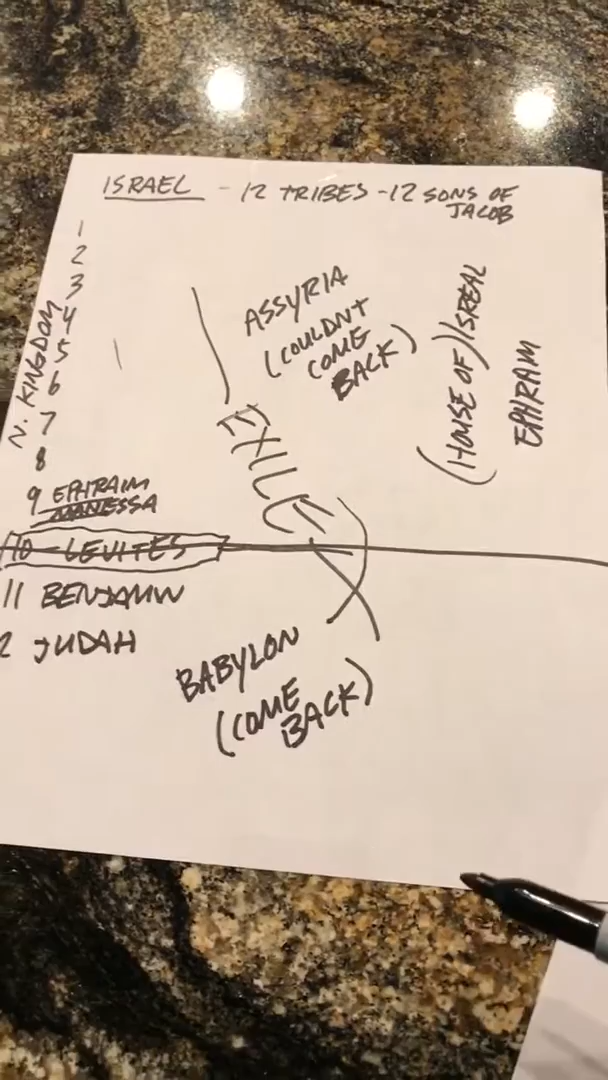 ISRAEL - 12 TRIBES - 12 SONS OF
JACOB
1
2
3
4
5
6
7
8
9 EPHRAIM
MANESSA
10 - LEVITES
11 BENJAMIN
2 JUDAH
N. KINGDOM
EXILE
ASSYRIA
(COULDNT
COME
BACK)
(HOUSE OF) ISREAL
EPHRAIM
BABYLON
(COME
BACK)